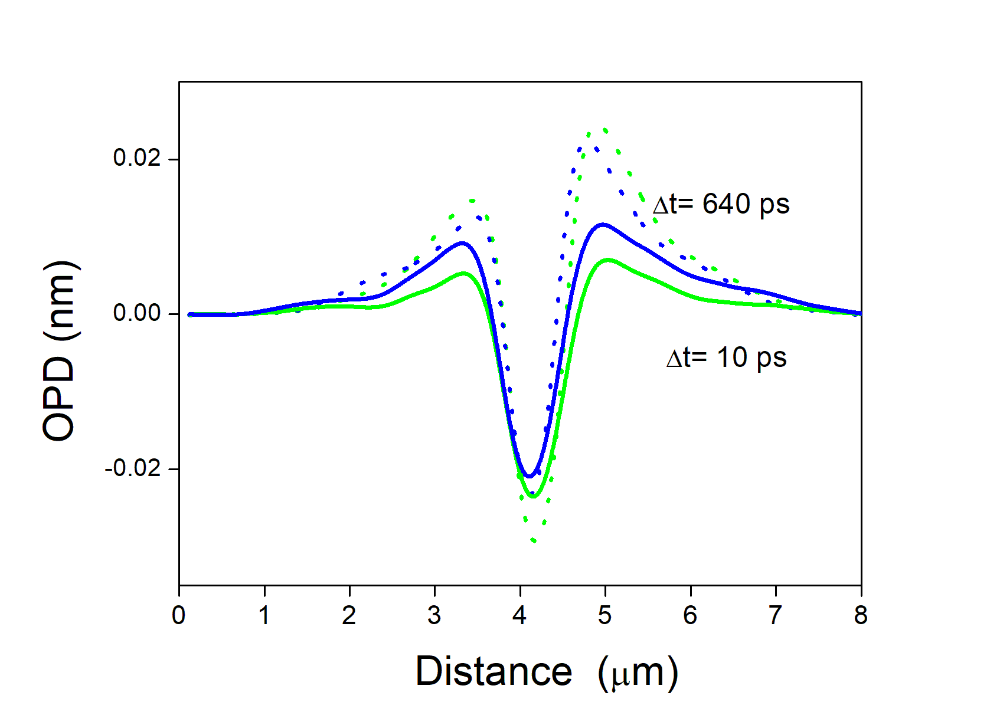 0.02
0.00
-0.02
OPD (nm)
Δt= 640 ps
Δt= 10 ps
0 1 2 3 4 5 6 7 8
Distance (μm)